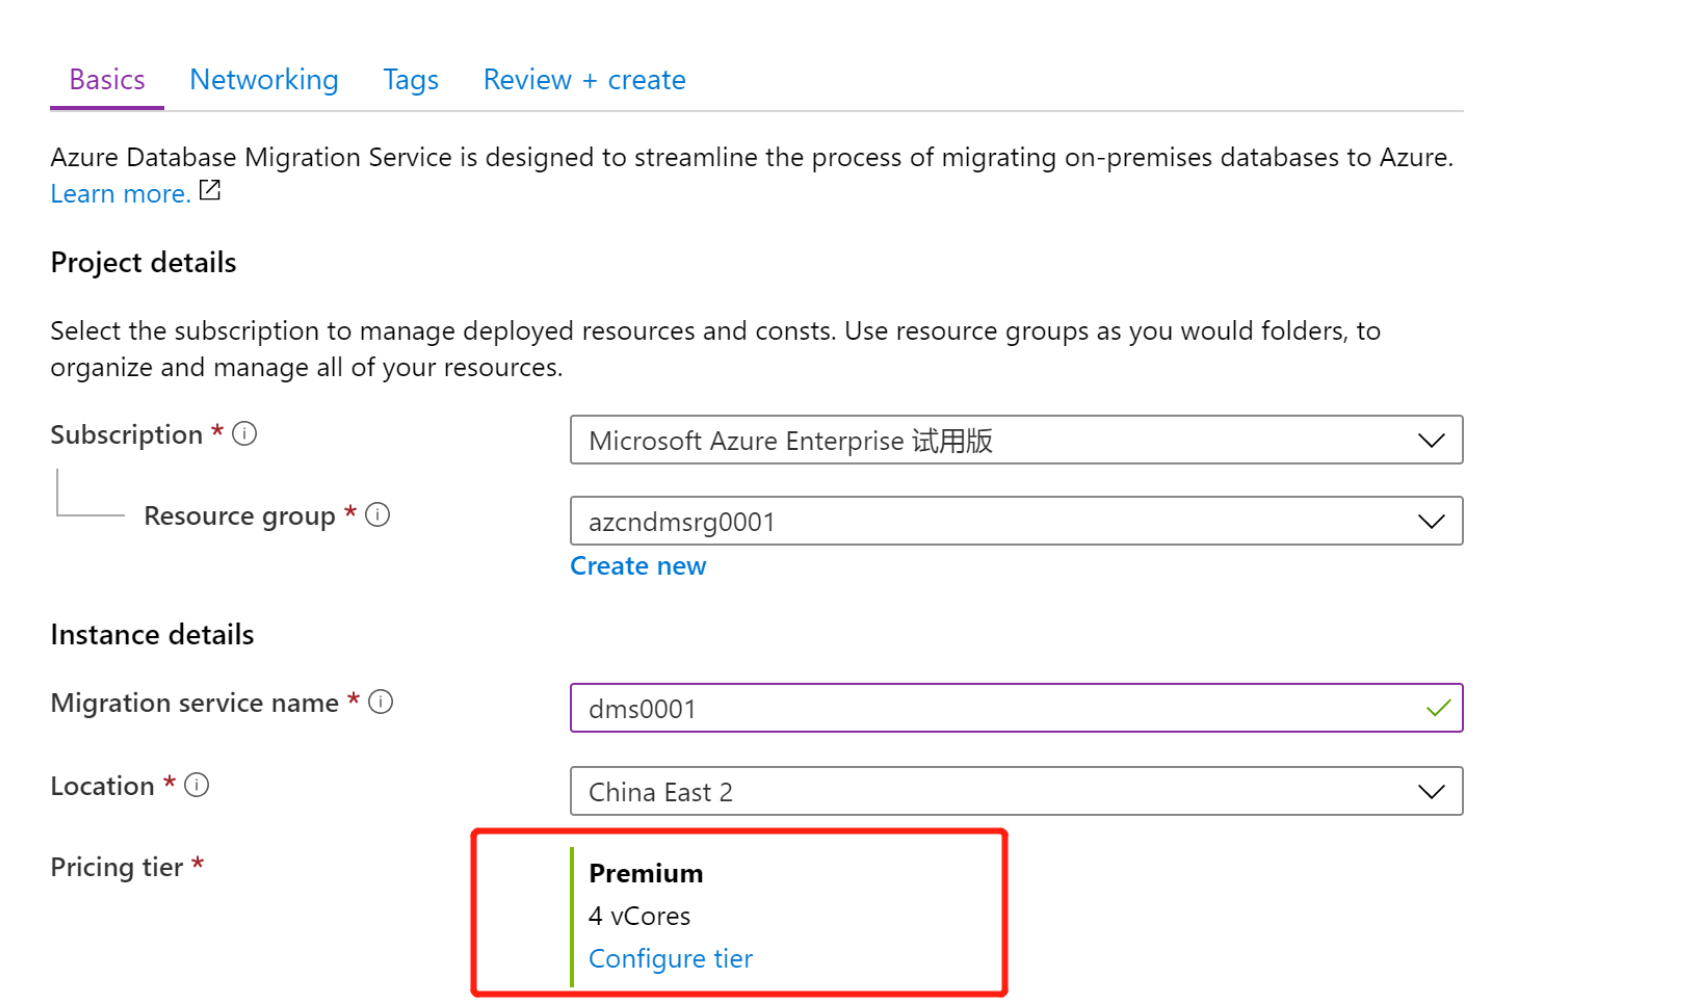 Basics Networking Tags Review + create
Azure Database Migration Service is designed to streamline the process of migrating on-premises databases to Azure.
Learn more.
Project details
Select the subscription to manage deployed resources and consts. Use resource groups as you would folders, to
organize and manage all of your resources.
Subscription * Microsoft Azure Enterprise 试用版
Resource group * azcndmsrg0001
Create new
Instance details
Migration service name * dms0001
Location * China East 2
Pricing tier * Premium
4 vCores
Configure tier